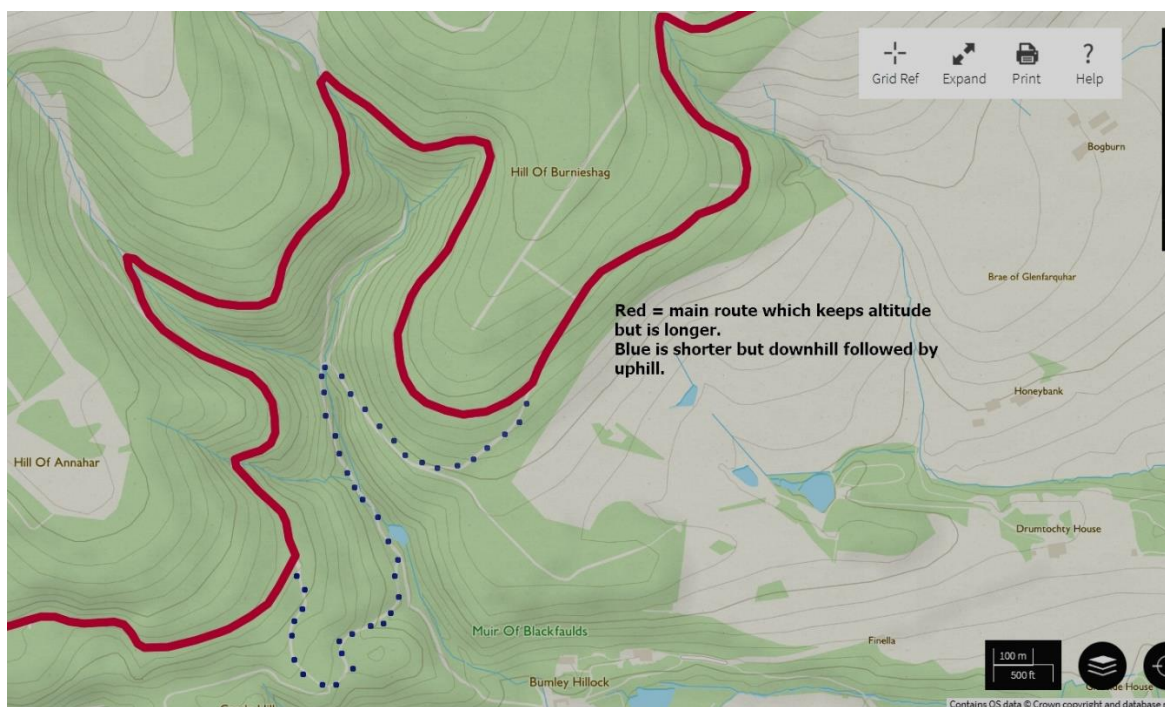 Grid Ref
Expand
Print
?
Help
Bogburn
Hill Of Burnieshag
Brae of Glenfarquhar
Red = main route which keeps altitude
but is longer.
Blue is shorter but downhill followed by
uphill.
Honeybank
Hill Of Annahar
Drumtochty House
Muir Of Blackfaulds
Finella
100 m
500 ft
Bumley Hillock
House
Contains OS data © Crown copyright and database